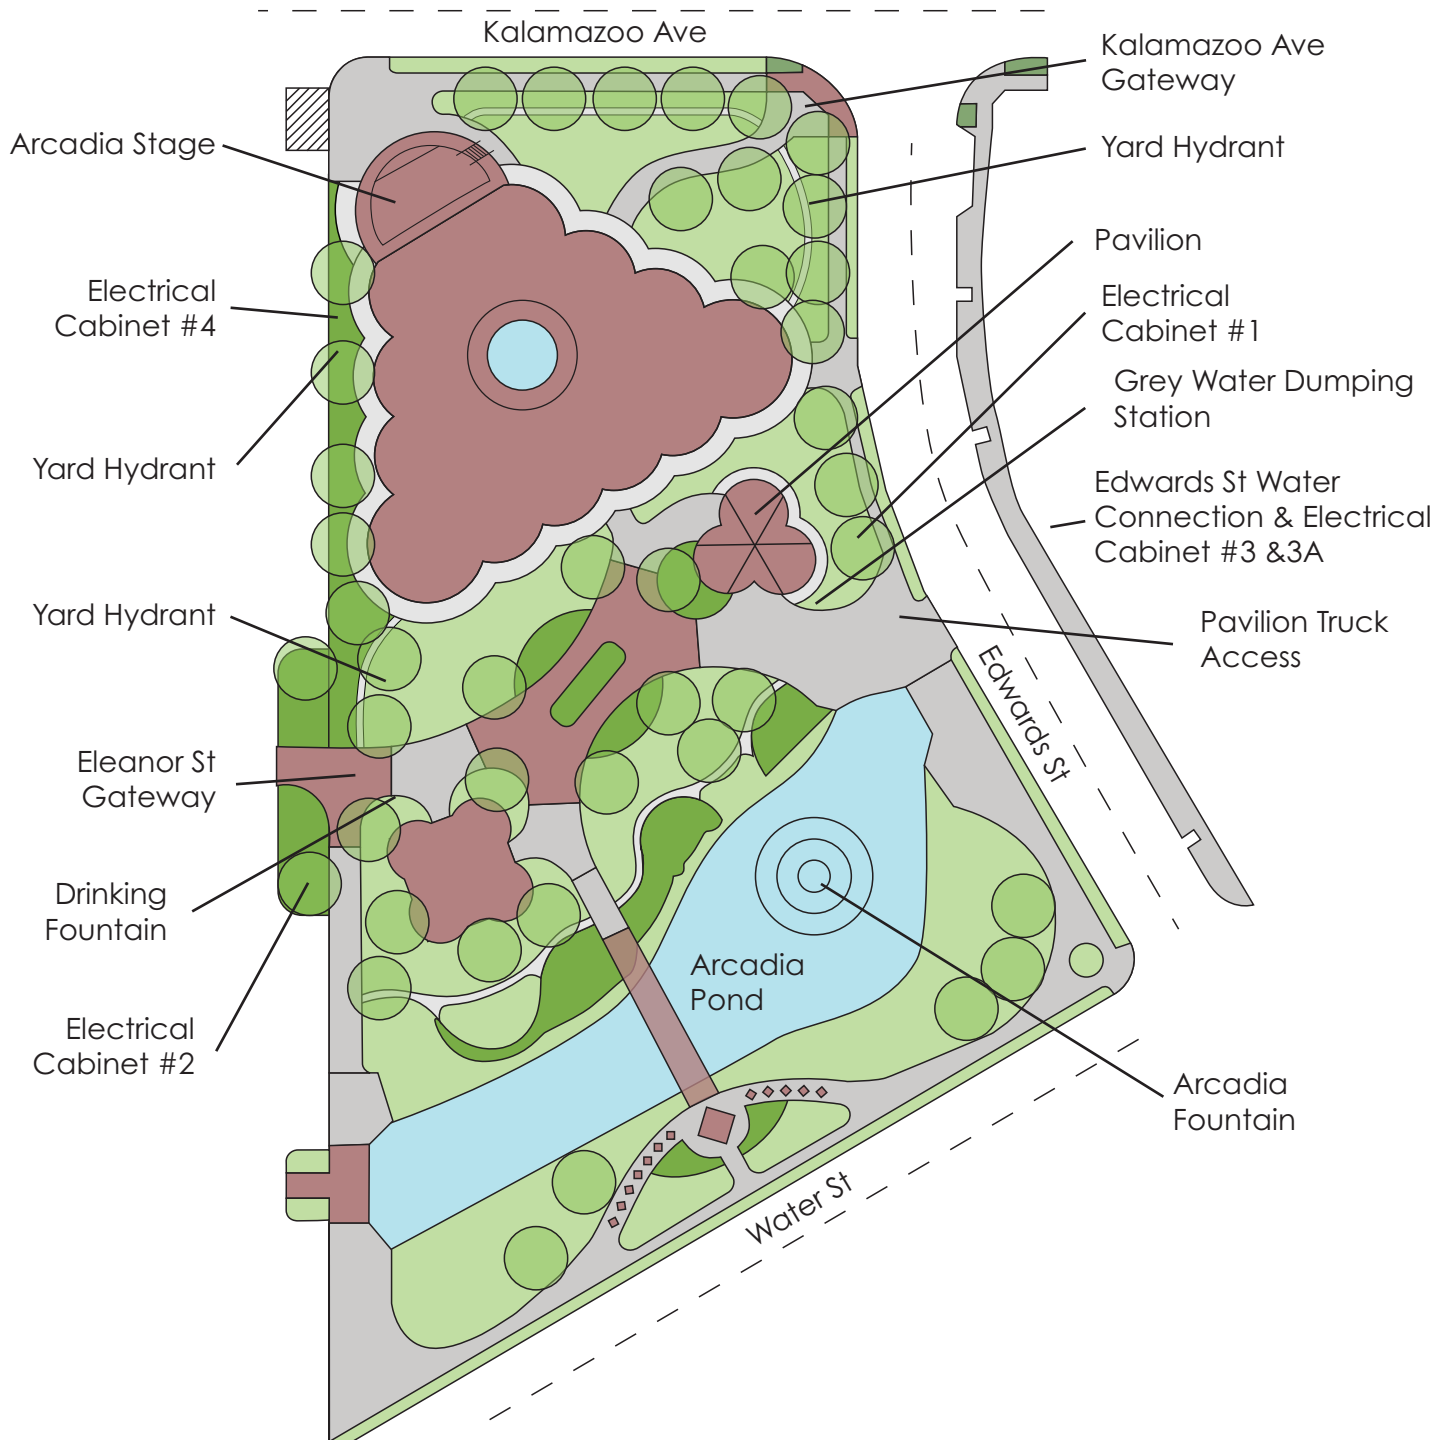 Kalamazoo Ave
Kalamazoo Ave
Gateway
Arcadia Stage
Yard Hydrant
Pavilion
Electrical
Cabinet #4
Electrical
Cabinet #1
Grey Water Dumping
Station
Yard Hydrant
Edwards St Water
Connection & Electrical
Cabinet #3 &3A
Yard Hydrant
Pavilion Truck
Access
Edwards St
Eleanor St
Gateway
Drinking
Fountain
Arcadia
Pond
Electrical
Cabinet #2
Arcadia
Fountain
Water St